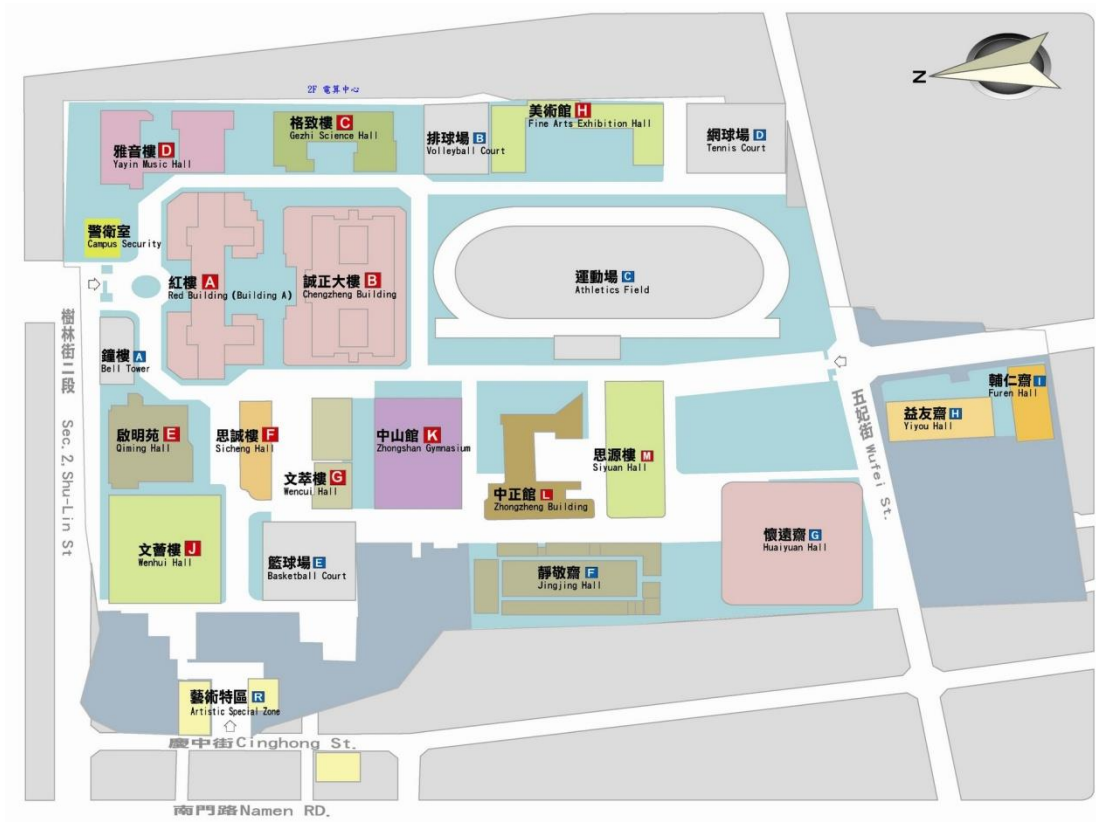 2F 電算中心
N
雅音樓 D
Yayin Music Hall
格致樓 C
Gezhi Science Hall
排球場 B
Volleyball Court
美術館 H
Fine Arts Exhibition Hall
網球場 D
Tennis Court
警衛室
Campus Security
紅樓 A
Red Building (Building A)
誠正大樓 B
Chengzheng Building
運動場 C
Athletics Field
鐘樓 A
Bell Tower
樹林街二段 Sec. 2, Shu-Lin St
啟明苑 E
Qiming Hall
思誠樓 F
Sicheng Hall
文萃樓 G
Wencui Hall
中山館 K
Zhongshan Gymnasium
中正館 L
Zhongzheng Building
思源樓 M
Siyuan Hall
五妃街 Wufei St.
益友齋 H
Yiyou Hall
輔仁齋 I
Furen Hall
文薈樓 J
Wenhui Hall
籃球場 E
Basketball Court
靜敬齋 F
Jingjing Hall
懷遠齋 G
Huaiyuan Hall
藝術特區 R
Artistic Special Zone
慶中街Cinghong St.
南門路Namen RD.